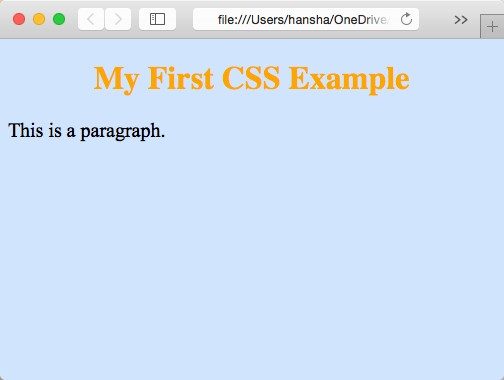 file:///Users/hansha/OneDrive/
My First CSS Example
This is a paragraph.